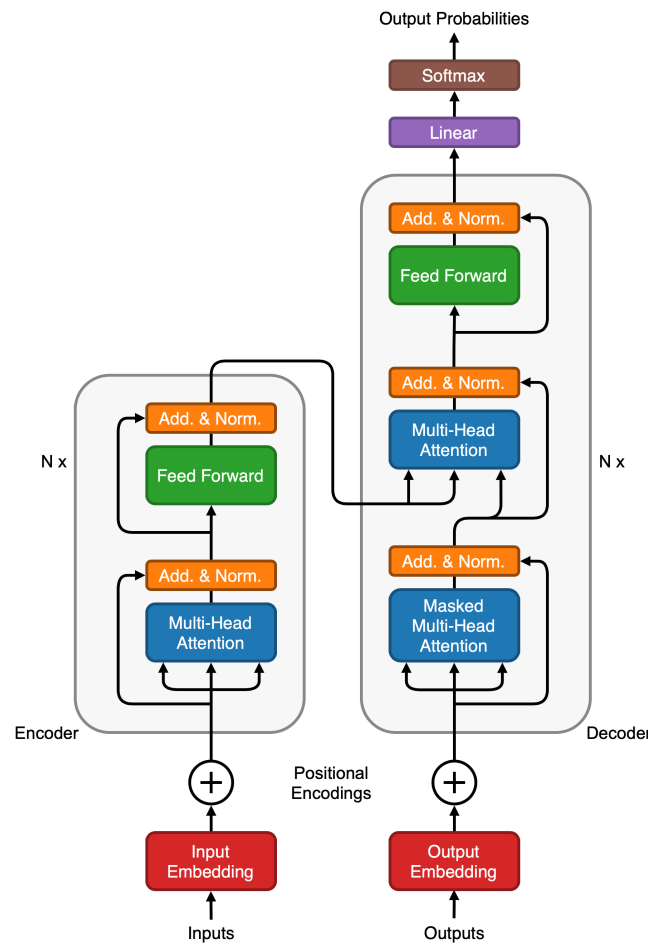 Output Probabilities
Softmax
Linear
Add. & Norm.
Feed Forward
Add. & Norm.
Multi-Head
Attention
N x
Add. & Norm.
Masked
Multi-Head
Attention
Decoder
Add. & Norm.
Feed Forward
N x
Add. & Norm.
Multi-Head
Attention
Encoder
Positional
Encodings
Input
Embedding
Output
Embedding
Inputs
Outputs